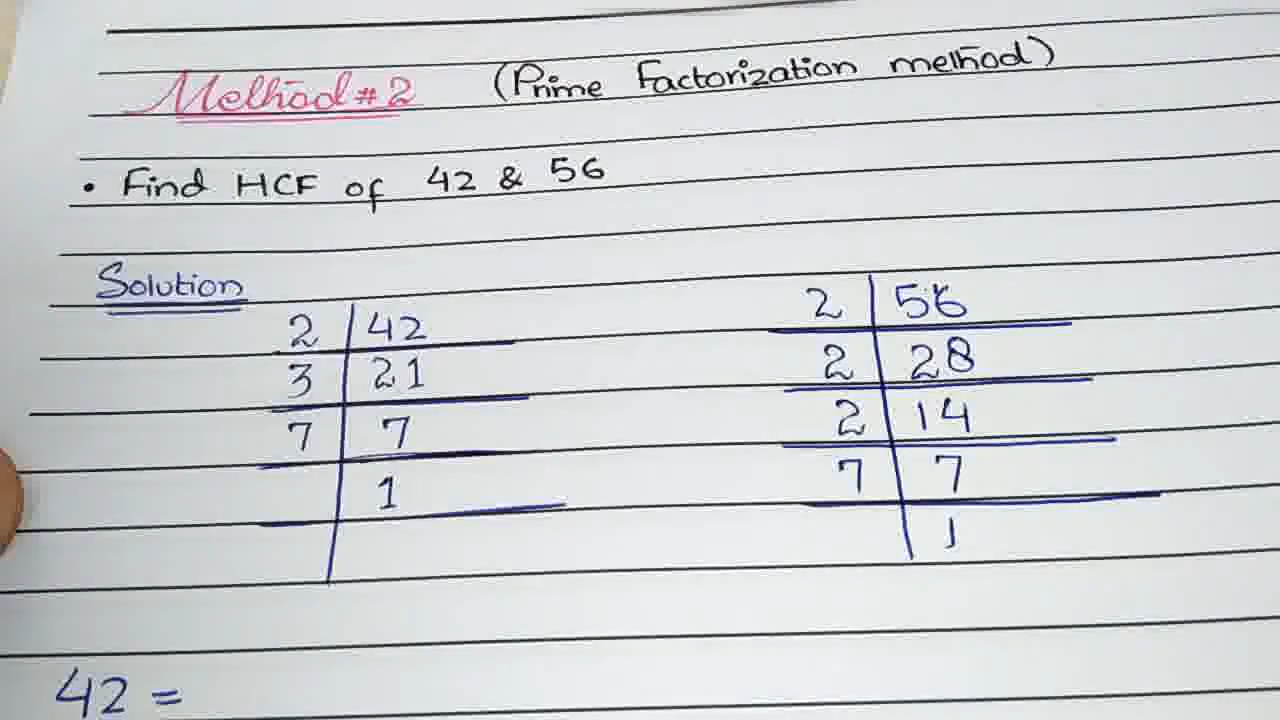 Method #2 (Prime Factorization method)
• Find HCF of 42 & 56
Solution
2 | 42
3 | 21
7 | 7
1
2 | 56
2 | 28
2 | 14
7 | 7
1
42 =